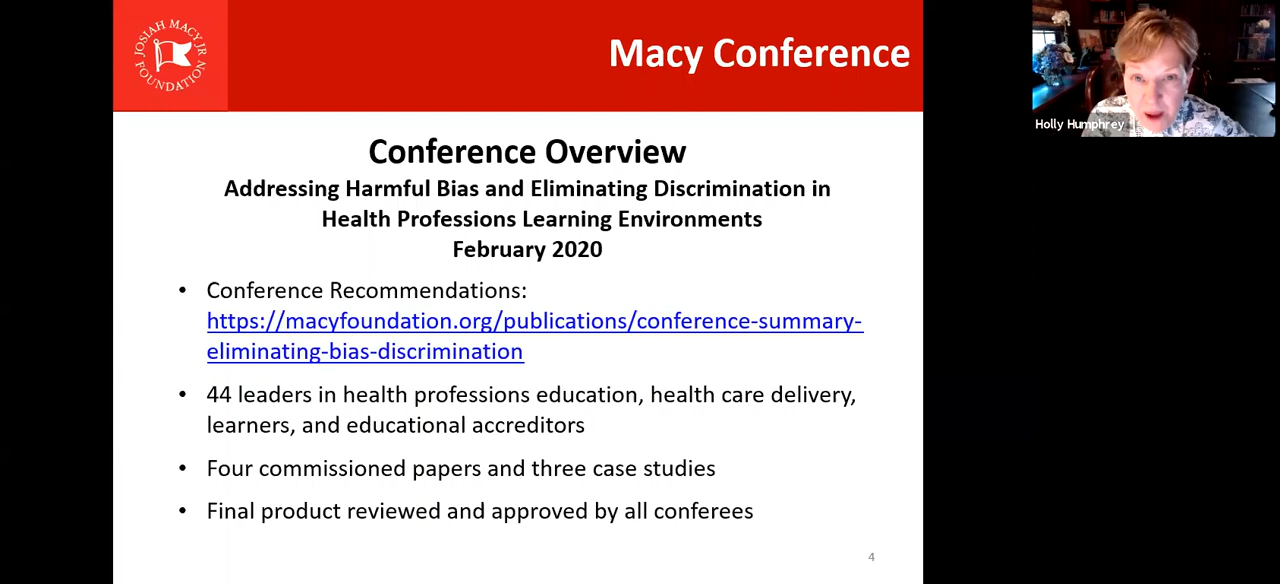 JOSIAH MACY JR
FOUNDATION
Macy Conference
Holly Humphrey
Conference Overview
Addressing Harmful Bias and Eliminating Discrimination in
Health Professions Learning Environments
February 2020
• Conference Recommendations:
https://macyfoundation.org/publications/conference-summary-
eliminating-bias-discrimination
• 44 leaders in health professions education, health care delivery,
learners, and educational accreditors
• Four commissioned papers and three case studies
• Final product reviewed and approved by all conferees
4